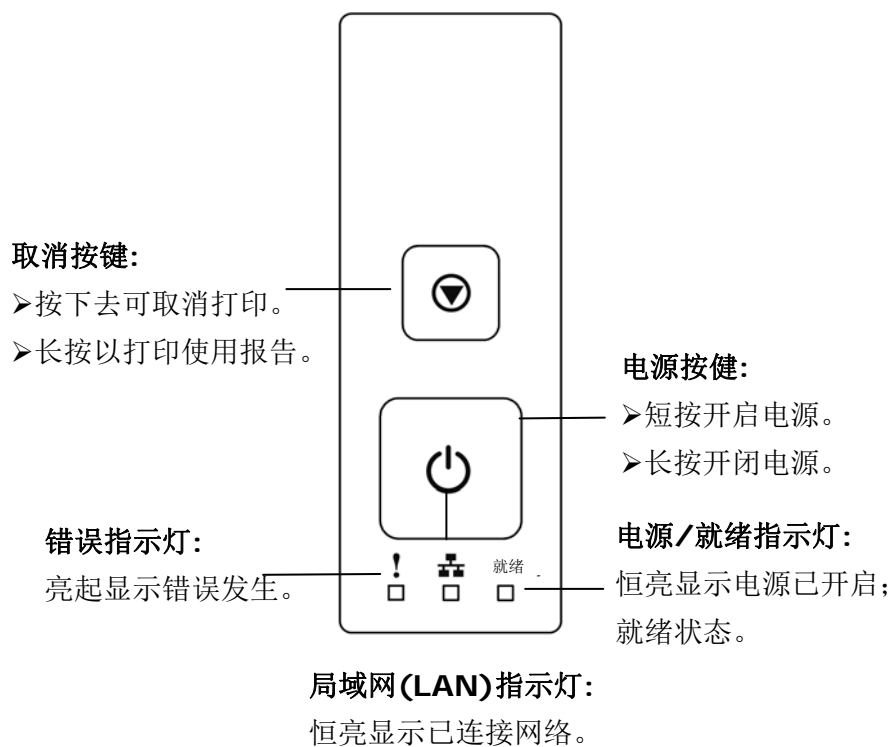 取消按键:
➢按下去可取消打印。
➢长按以打印使用报告。
电源按健:
➢短按开启电源。
➢长按开闭电源。
错误指示灯:
亮起显示错误发生。
!
就绪
电源/就绪指示灯:
恒亮显示电源已开启;
就绪状态。
局域网(LAN)指示灯:
恒亮显示已连接网络。